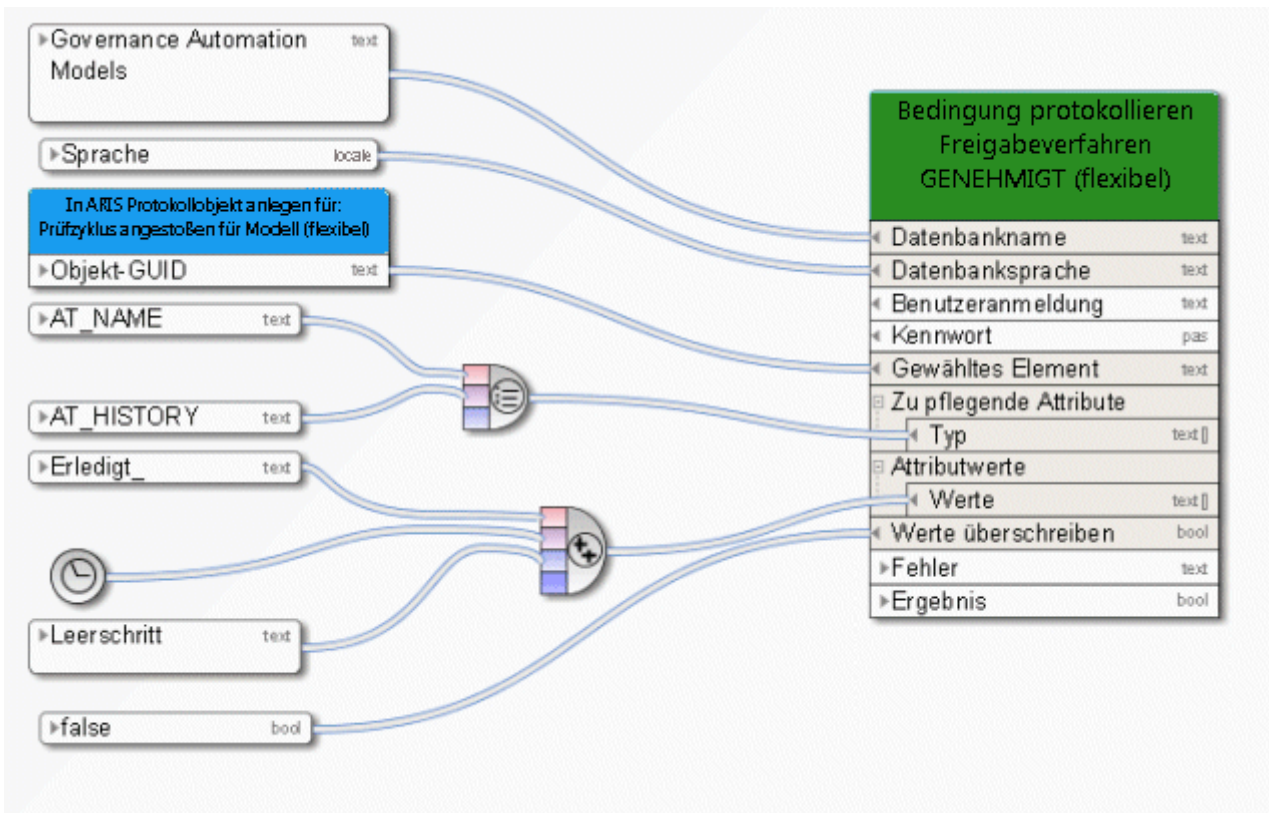 Governance Automation text
Models
Sprache locale
In ARIS Protokollobjekt anlegen für:
Prüfzyklus angestoßen für Modell (flexibel)
Objekt-GUID text
AT_NAME text
AT_HISTORY text
Erledigt_ text
Leerschritt text
false bool
Bedingung protokollieren
Freigabeverfahren
GENEHMIGT (flexibel)
Datenbankname text
Datenbanksprache text
Benutzeranmeldung text
Kennwort pas
Gewähltes Element text
Zu pflegende Attribute
Typ text[]
Attributwerte
Werte text[]
Werte überschreiben bool
Fehler text
Ergebnis bool